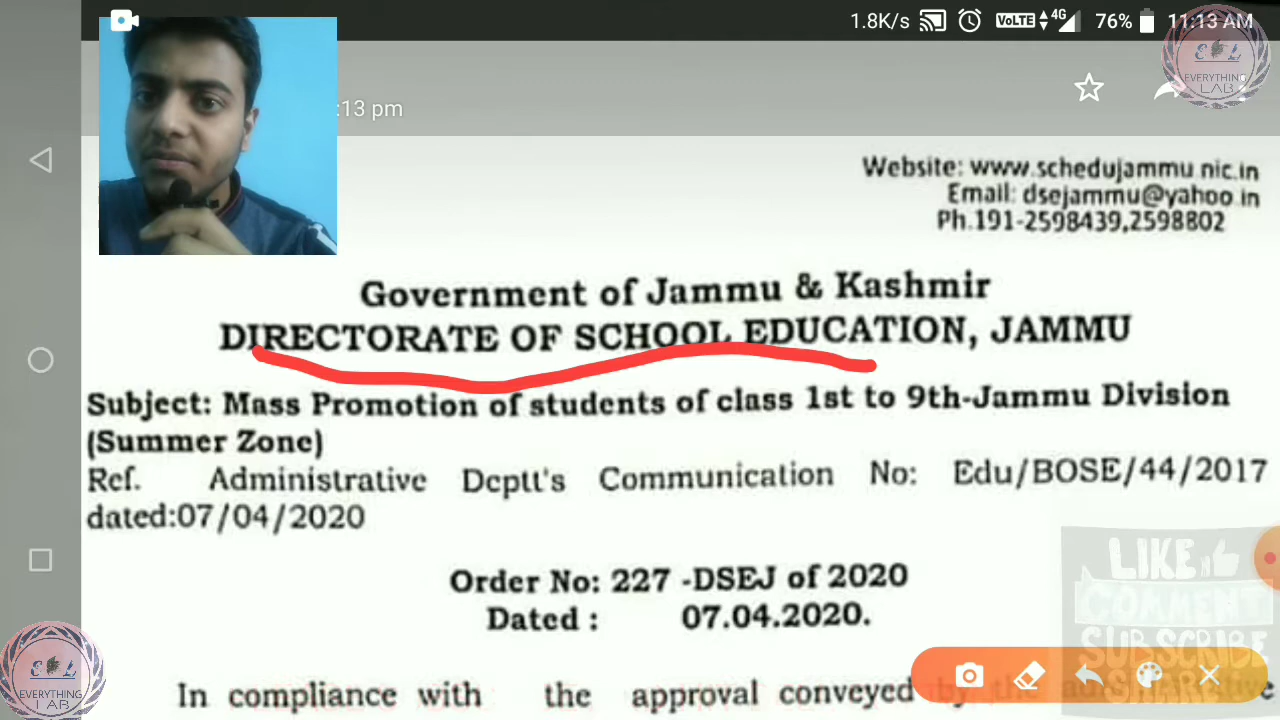 1.8K/s VoLTE 4G 76% 11:13 AM
:13 pm
E L
EVERYTHING
LAB
Website: www.schedujammu nic.in
Email: dsejammu@yahoo in
Ph.191-2598439,2598802
Government of Jammu & Kashmir
DIRECTORATE OF SCHOOL EDUCATION, JAMMU
Subject: Mass Promotion of students of class 1st to 9th-Jammu Division
(Summer Zone)
Ref. Administrative Deptt's Communication No: Edu/BOSE/44/2017
dated:07/04/2020
Order No: 227 -DSEJ of 2020
Dated : 07.04.2020.
In compliance with the approval conveyed by the
LIKE
COMMENT
SUBSCRIBE
SHARE
E L
EVERYTHING
LAB